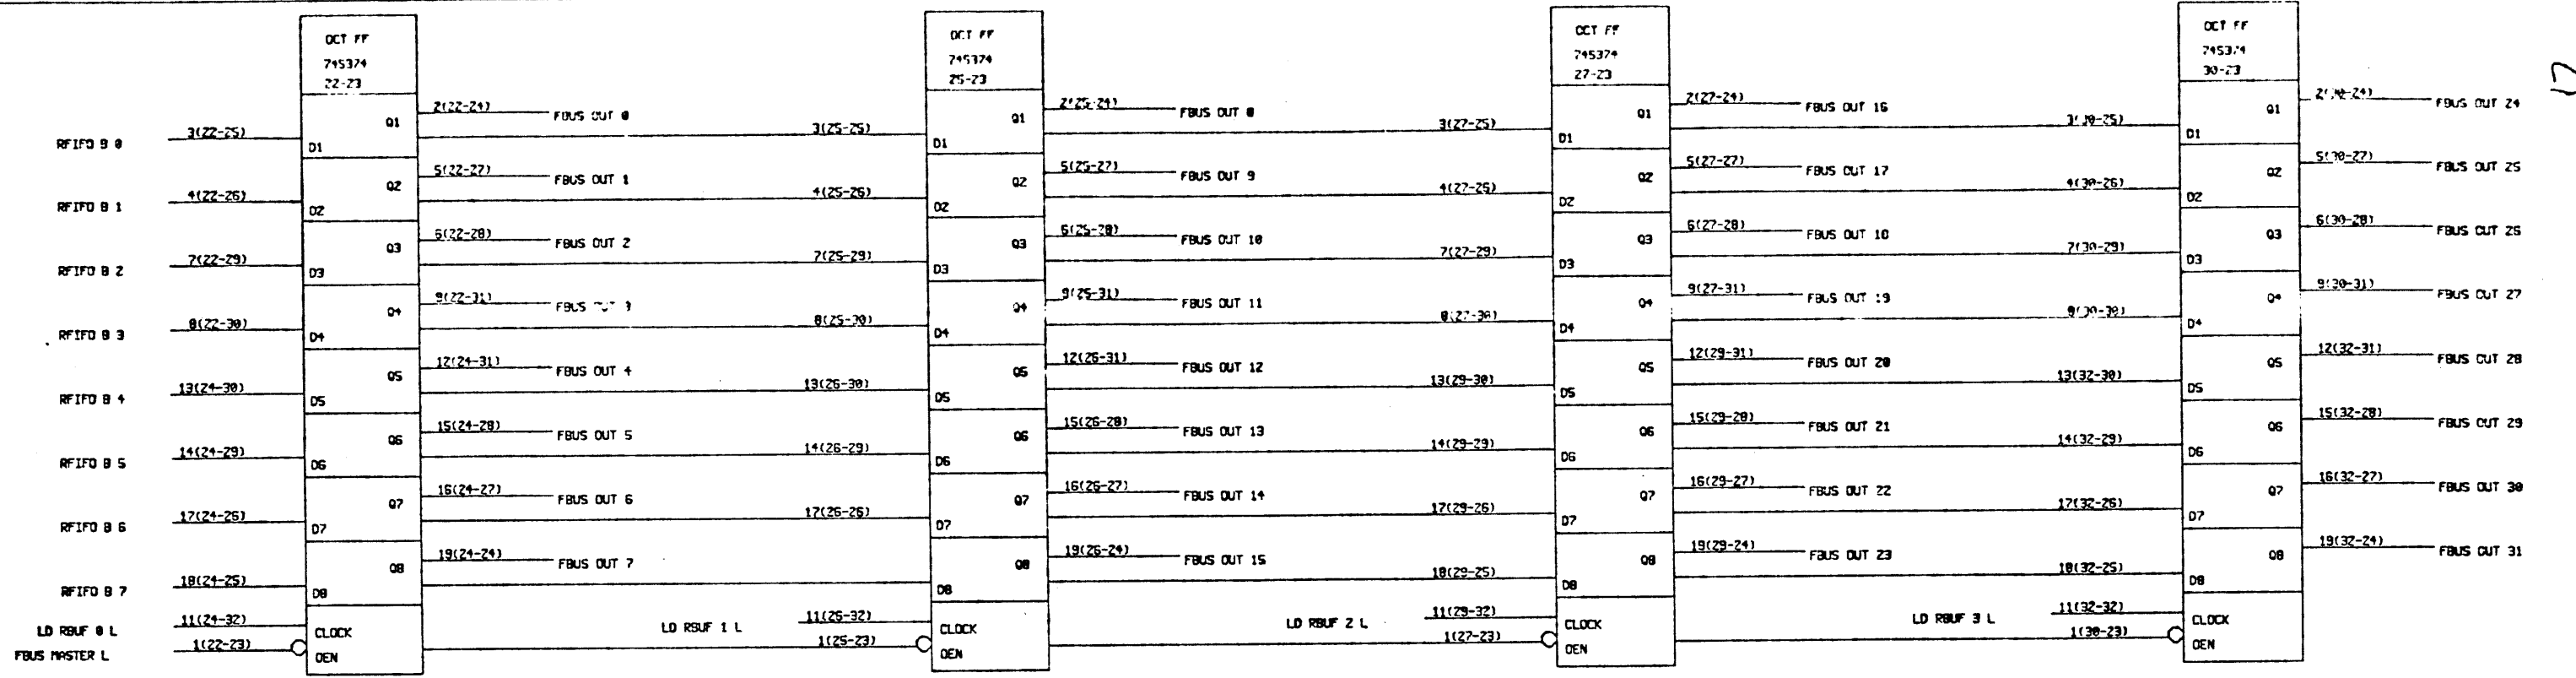 OCT FF
74S374
22-23
OCT FF
74S374
25-23
OCT FF
74S374
27-23
OCT FF
74S374
30-23
17
RFIFO B 0
3(22-25)
D1
Q1
2(22-24)
FBUS OUT 0
3(25-25)
D1
Q1
2(25-24)
FBUS OUT 8
3(27-25)
D1
Q1
2(27-24)
FBUS OUT 16
3(30-25)
D1
Q1
2(30-24)
FBUS OUT 24
RFIFO B 1
4(22-26)
D2
Q2
5(22-27)
FBUS OUT 1
4(25-26)
D2
Q2
5(25-27)
FBUS OUT 9
4(27-26)
D2
Q2
5(27-27)
FBUS OUT 17
4(30-26)
D2
Q2
5(30-27)
FBUS OUT 25
RFIFO B 2
7(22-29)
D3
Q3
6(22-28)
FBUS OUT 2
7(25-29)
D3
Q3
6(25-28)
FBUS OUT 10
7(27-29)
D3
Q3
6(27-28)
FBUS OUT 18
7(30-29)
D3
Q3
6(30-28)
FBUS OUT 26
RFIFO B 3
8(22-30)
D4
Q4
9(22-31)
FBUS 3
8(25-30)
D4
Q4
9(25-31)
FBUS OUT 11
8(27-30)
D4
Q4
9(27-31)
FBUS OUT 19
8(30-30)
D4
Q4
9(30-31)
FBUS OUT 27
RFIFO B 4
13(24-30)
D5
Q5
12(24-31)
FBUS OUT 4
13(26-30)
D5
Q5
12(26-31)
FBUS OUT 12
13(29-30)
D5
Q5
12(29-31)
FBUS OUT 20
13(32-30)
D5
Q5
12(32-31)
FBUS OUT 28
RFIFO B 5
14(24-29)
D6
Q6
15(24-28)
FBUS OUT 5
14(26-29)
D6
Q6
15(26-28)
FBUS OUT 13
14(29-29)
D6
Q6
15(29-28)
FBUS OUT 21
14(32-29)
D6
Q6
15(32-28)
FBUS OUT 29
RFIFO B 6
17(24-26)
D7
Q7
16(24-27)
FBUS OUT 6
17(26-26)
D7
Q7
16(26-27)
FBUS OUT 14
17(29-26)
D7
Q7
16(29-27)
FBUS OUT 22
17(32-26)
D7
Q7
16(32-27)
FBUS OUT 30
RFIFO B 7
18(24-25)
D8
Q8
19(24-24)
FBUS OUT 7
D8
Q8
19(26-24)
FBUS OUT 15
18(29-25)
D8
Q8
19(29-24)
FBUS OUT 23
18(32-25)
D8
Q8
19(32-24)
FBUS OUT 31
LD RBUF 0 L
11(24-32)
CLOCK
LD RBUF 1 L
11(26-32)
CLOCK
LD RBUF 2 L
11(29-32)
CLOCK
LD RBUF 3 L
11(32-32)
CLOCK
FBUS MASTER L
1(22-23)
OEN
1(25-23)
OEN
1(27-23)
OEN
1(30-23)
OEN